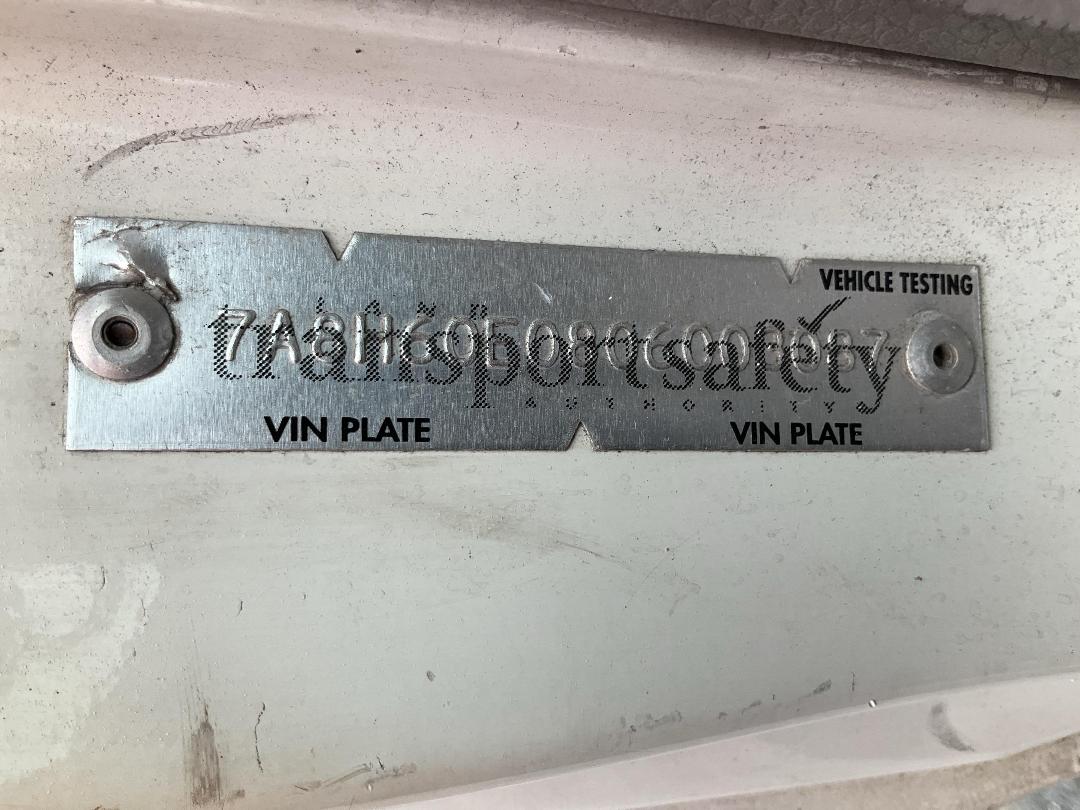 VEHICLE TESTING
transportsafety
AUTHORITY
VIN PLATE VIN PLATE